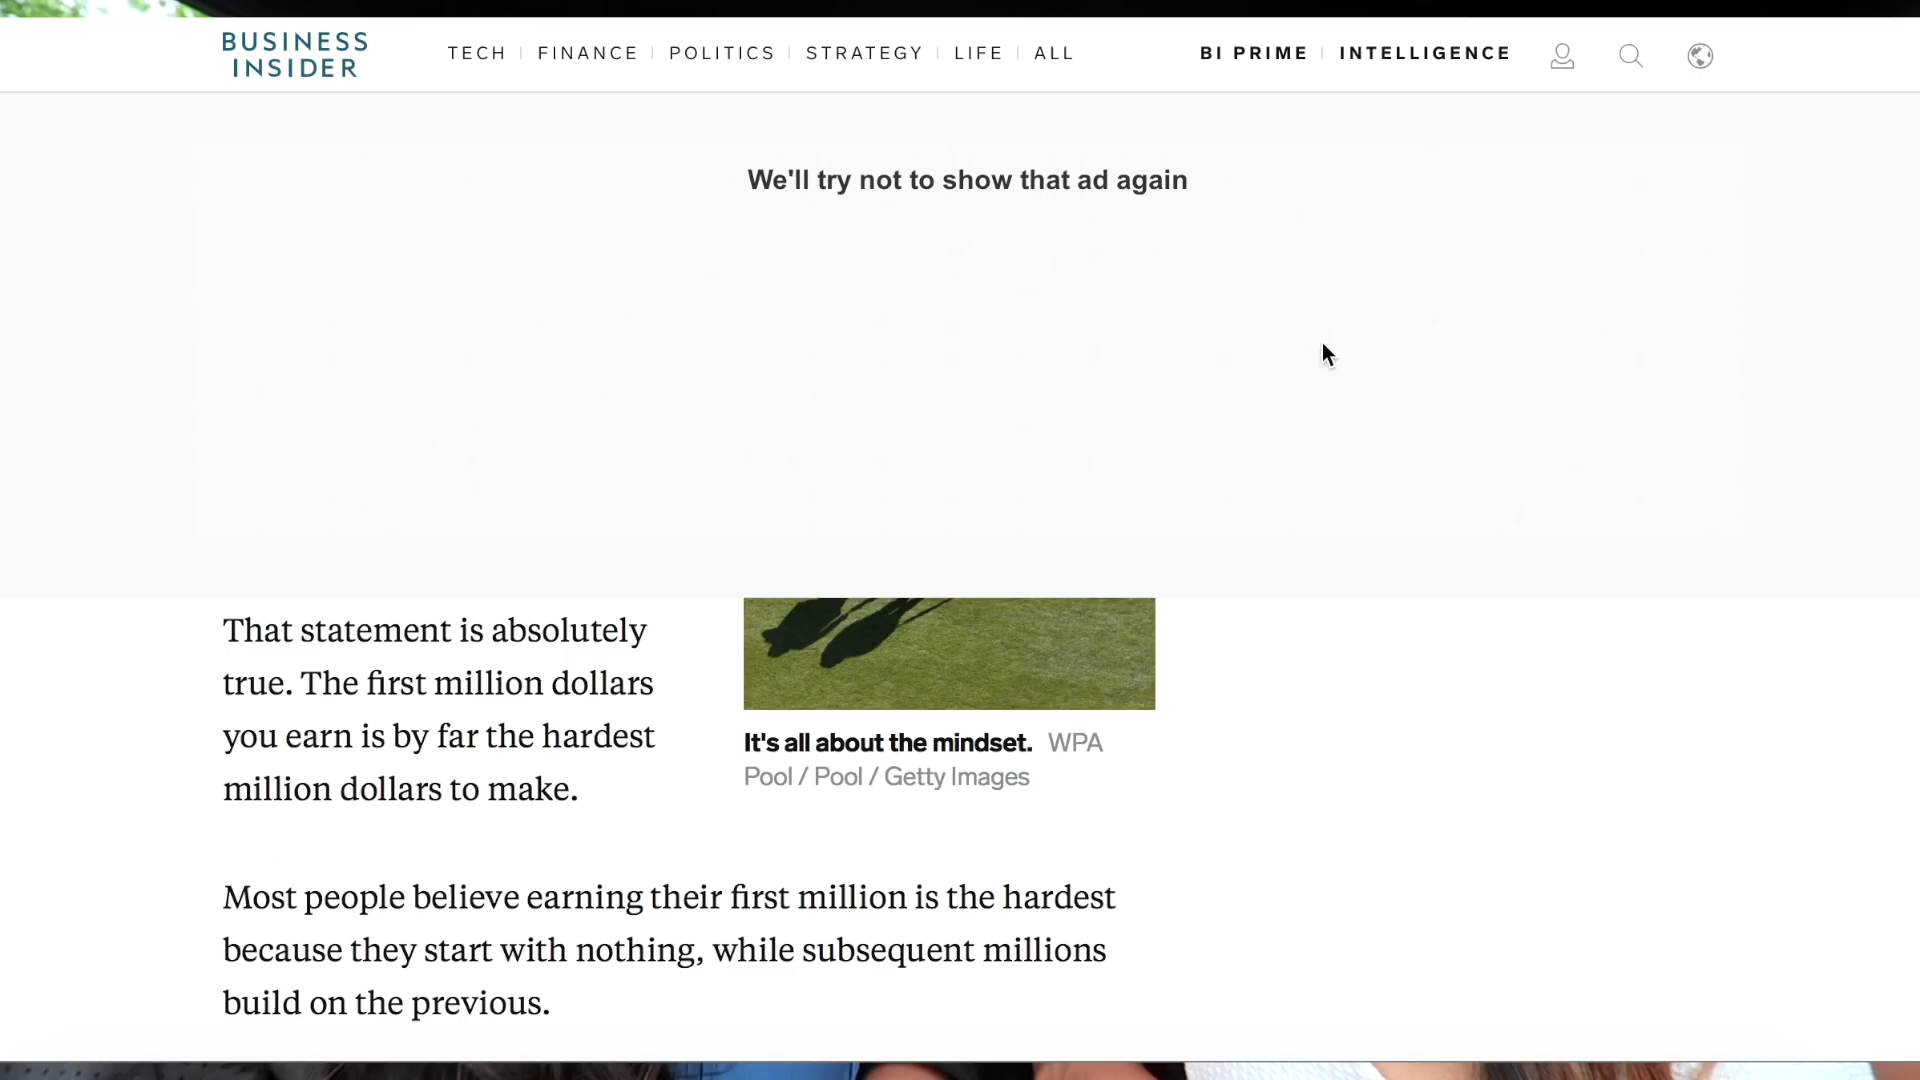 BUSINESS
INSIDER
TECH | FINANCE | POLITICS | STRATEGY | LIFE | ALL
BI PRIME | INTELLIGENCE
We'll try not to show that ad again
That statement is absolutely
true. The first million dollars
you earn is by far the hardest
million dollars to make.
It's all about the mindset. WPA
Pool / Pool / Getty Images
Most people believe earning their first million is the hardest
because they start with nothing, while subsequent millions
build on the previous.